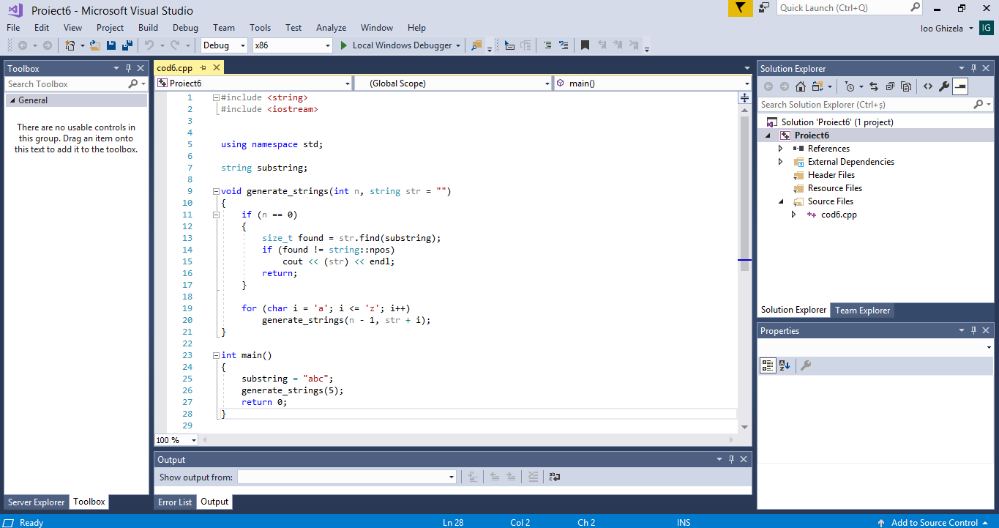 Proiect6 - Microsoft Visual Studio
Quick Launch (Ctrl+Q)
File Edit View Project Build Debug Team Tools Test Analyze Window Help
Ioo Ghizela
IG
Debug x86 Local Windows Debugger
Toolbox
Search Toolbox
General
There are no usable controls in
this group. Drag an item onto
this text to add it to the toolbox.
Server Explorer Toolbox
cod6.cpp
Proiect6 (Global Scope) main()
1 #include <string>
2 #include <iostream>
3
4
5 using namespace std;
6
7 string substring;
8
9 void generate_strings(int n, string str = "")
10 {
11 if (n == 0)
12 {
13 size_t found = str.find(substring);
14 if (found != string::npos)
15 cout << (str) << endl;
16 return;
17 }
18
19 for (char i = 'a'; i <= 'z'; i++)
20 generate_strings(n - 1, str + i);
21 }
22
23 int main()
24 {
25 substring = "abc";
26 generate_strings(5);
27 return 0;
28 }
29
100 %
Output
Show output from:
Error List Output
Solution Explorer
Search Solution Explorer (Ctrl+ș)
Solution 'Proiect6' (1 project)
Proiect6
References
External Dependencies
Header Files
Resource Files
Source Files
cod6.cpp
Solution Explorer Team Explorer
Properties
Ready Ln 28 Col 2 Ch 2 INS Add to Source Control